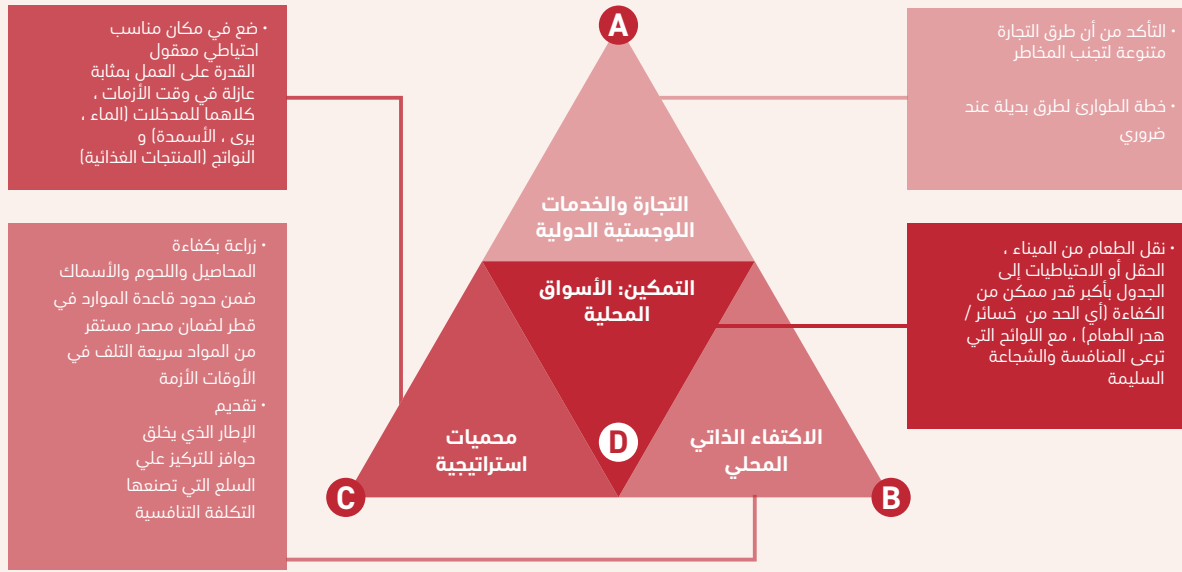 A
· التأكد من أن طرق التجارة
متنوعة لتجنب المخاطر
· خطة الطوارئ لطرق بديلة عند
ضروري
· ضع في مكان مناسب
احتياطي معقول
القدرة على العمل بمثابة
عازلة في وقت الأزمات ،
كلاهما للمدخلات (الماء ،
يرى ، الأسمدة) و
النواتج (المنتجات الغذائية)
التجارة والخدمات
اللوجستية الدولية
· نقل الطعام من الميناء ،
الحقل أو الاحتياطيات إلى
الجدول بأكبر قدر ممكن من
الكفاءة (أي الحد من خسائر /
هدر الطعام) ، مع اللوائح التي
ترعى المنافسة والشجاعة
السليمة
التمكين: الأسواق
المحلية
· زراعة بكفاءة
المحاصيل واللحوم والأسماك
ضمن حدود قاعدة الموارد في
قطر لضمان مصدر مستقر
من المواد سريعة التلف في
الأوقات الأزمة
· تقديم
الإطار الذي يخلق
حوافز للتركيز علي
السلع التي تصنعها
التكلفة التنافسية
الاكتفاء الذاتي
المحلي
D
محميات
استراتيجية
B
C